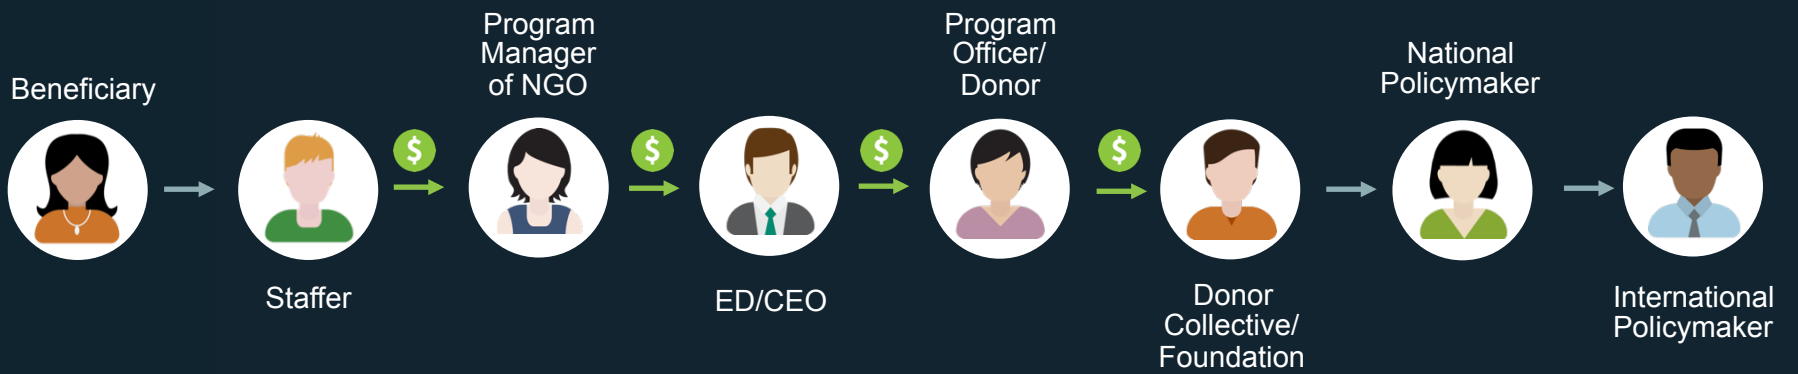 Beneficiary
Staffer
$
Program
Manager
of NGO
$
ED/CEO
$
Program
Officer/
Donor
$
Donor
Collective/
Foundation
National
Policymaker
International
Policymaker